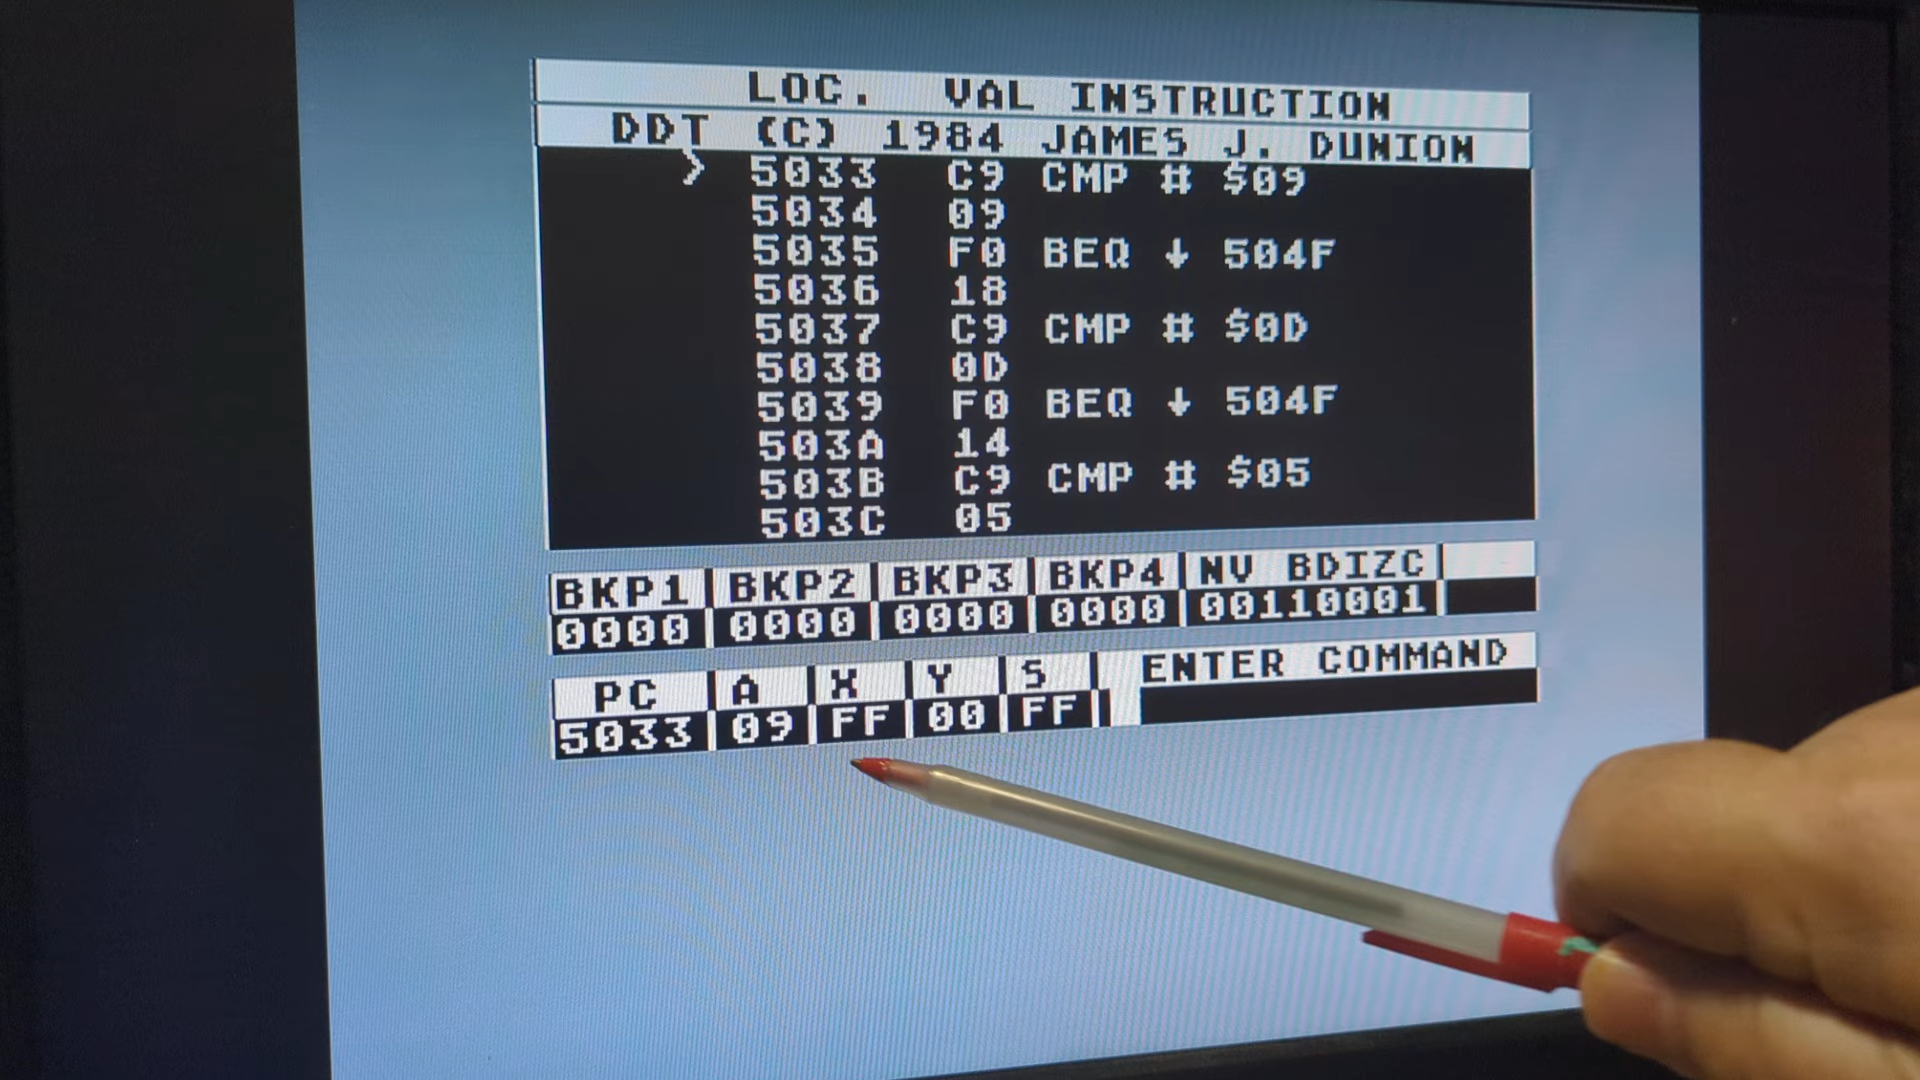 LOC. VAL INSTRUCTION
DDT (C) 1984 JAMES J. DUNION
> 5033 C9 CMP # $09
5034 09
5035 F0 BEQ ↓ 504F
5036 18
5037 C9 CMP # $0D
5038 0D
5039 F0 BEQ ↓ 504F
503A 14
503B C9 CMP # $05
503C 05
BKP1 BKP2 BKP3 BKP4 NV BDIZC
0000 0000 0000 0000 00110001
PC A X Y S ENTER COMMAND
5033 09 FF 00 FF